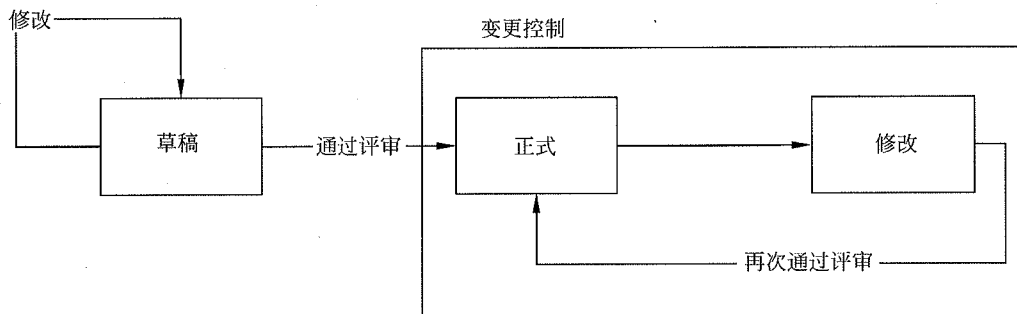 修改
变更控制
草稿
通过评审
正式
修改
再次通过评审